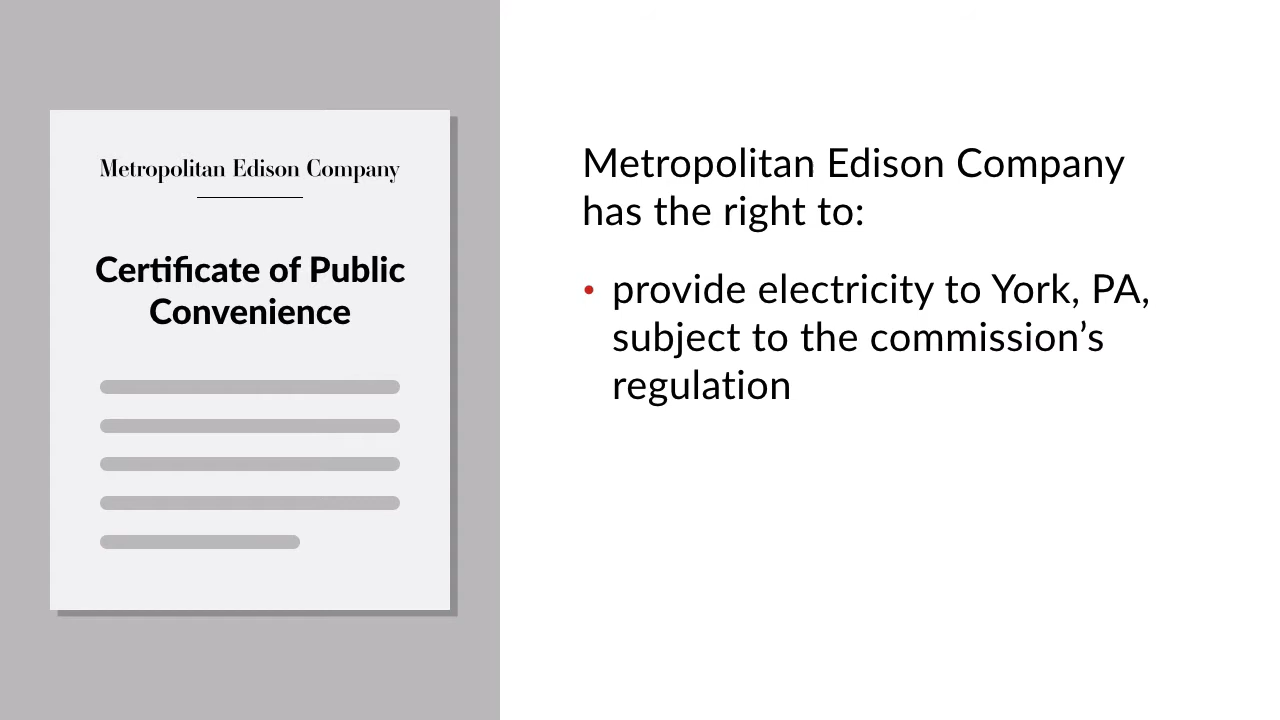 Metropolitan Edison Company
Certificate of Public
Convenience
Metropolitan Edison Company
has the right to:
• provide electricity to York, PA,
subject to the commission’s
regulation